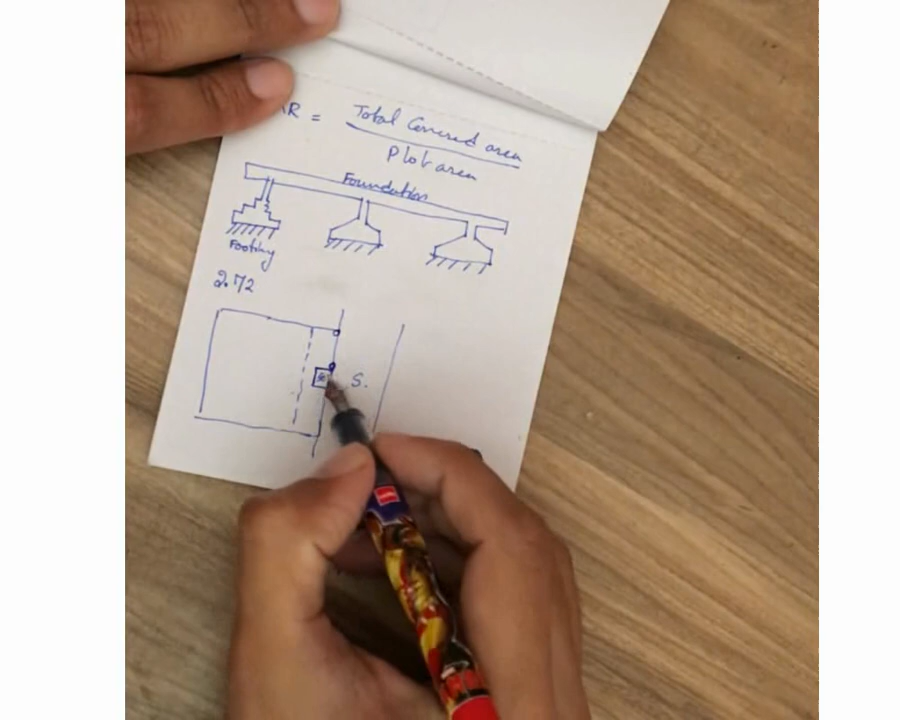 AR = Total Covered area
Plot area
Foundation
Footing
2.72
S.